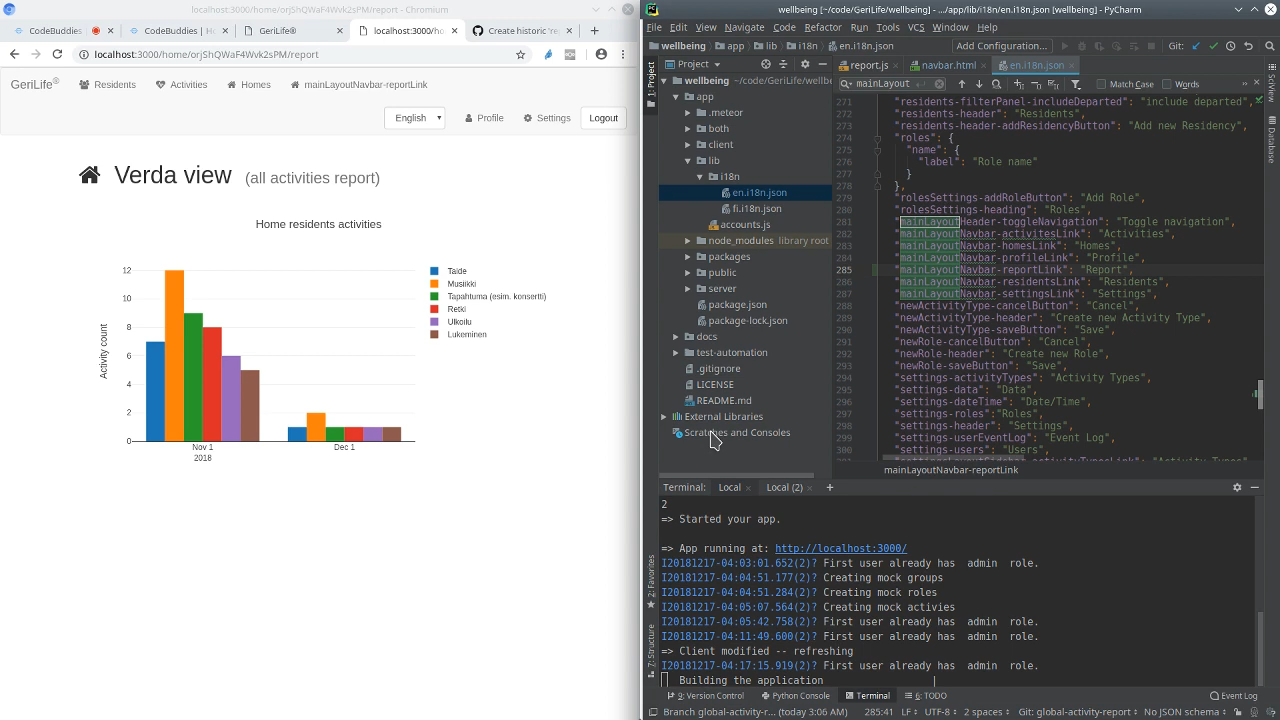 localhost:3000/home/orjShQWaF4Wvk2sPM/report - Chromium
CodeBuddies
CodeBuddies | H
GeriLife®
localhost:3000/ho
Create historic 're
localhost:3000/home/orjShQWaF4Wvk2sPM/report
GeriLife®
Residents
Activities
Homes
mainLayoutNavbar-reportLink
English
Profile
Settings
Logout
Verda view (all activities report)
Home residents activities
Activity count
12
10
8
6
4
2
0
Nov 1
2018
Dec 1
Taide
Musiikki
Tapahtuma (esim. konsertti)
Retki
Ulkoilu
Lukeminen
wellbeing [~/code/GeriLife/wellbeing] - .../app/lib/i18n/en.i18n.json [wellbeing] - PyCharm
File Edit View Navigate Code Refactor Run Tools VCS Window Help
wellbeing app lib i18n en.i18n.json Add Configuration... Git:
Project
report.js navbar.html en.i18n.json
mainLayout
Match Case Words
1: Project
2: Favorites
7: Structure
SciView
Database
wellbeing ~/code/GeriLife/wellbe
app
.meteor
both
client
lib
i18n
en.i18n.json
fi.i18n.json
accounts.js
node_modules library root
packages
public
server
package.json
package-lock.json
docs
test-automation
.gitignore
LICENSE
README.md
External Libraries
Scratches and Consoles
271 "residents-filterPanel-includeDeparted": "include departed",
272 "residents-header": "Residents",
273 "residents-header-addResidencyButton": "Add new Residency",
274 "roles": {
275 "name": {
276 "label": "Role name"
277 }
278 },
279 "rolesSettings-addRoleButton": "Add Role",
280 "rolesSettings-heading": "Roles",
281 "mainLayoutHeader-toggleNavigation": "Toggle navigation",
282 "mainLayoutNavbar-activitesLink": "Activities",
283 "mainLayoutNavbar-homesLink": "Homes",
284 "mainLayoutNavbar-profileLink": "Profile",
285 "mainLayoutNavbar-reportLink": "Report",
286 "mainLayoutNavbar-residentsLink": "Residents",
287 "mainLayoutNavbar-settingsLink": "Settings",
288 "newActivityType-cancelButton": "Cancel",
289 "newActivityType-header": "Create new Activity Type",
290 "newActivityType-saveButton": "Save",
291 "newRole-cancelButton": "Cancel",
292 "newRole-header": "Create new Role",
293 "newRole-saveButton": "Save",
294 "settings-activityTypes": "Activity Types",
295 "settings-data": "Data",
296 "settings-dateTime": "Date/Time",
297 "settings-roles":"Roles",
298 "settings-header": "Settings",
299 "settings-userEventLog": "Event Log",
300 "settings-users": "Users",
mainLayoutNavbar-reportLink
Terminal: Local Local (2)
2
=> Started your app.
=> App running at: http://localhost:3000/
I20181217-04:03:01.652(2)? First user already has  admin  role.
I20181217-04:04:51.177(2)? Creating mock groups
I20181217-04:04:51.284(2)? Creating mock roles
I20181217-04:05:07.564(2)? Creating mock activies
I20181217-04:05:42.758(2)? First user already has  admin  role.
I20181217-04:11:49.600(2)? First user already has  admin  role.
=> Client modified -- refreshing
I20181217-04:17:15.919(2)? First user already has  admin  role.
Building the application |
9: Version Control Python Console Terminal 6: TODO Event Log
Branch global-activity-r... (today 3:06 AM) 285:41 LF UTF-8 2 spaces Git: global-activity-report No JSON schema